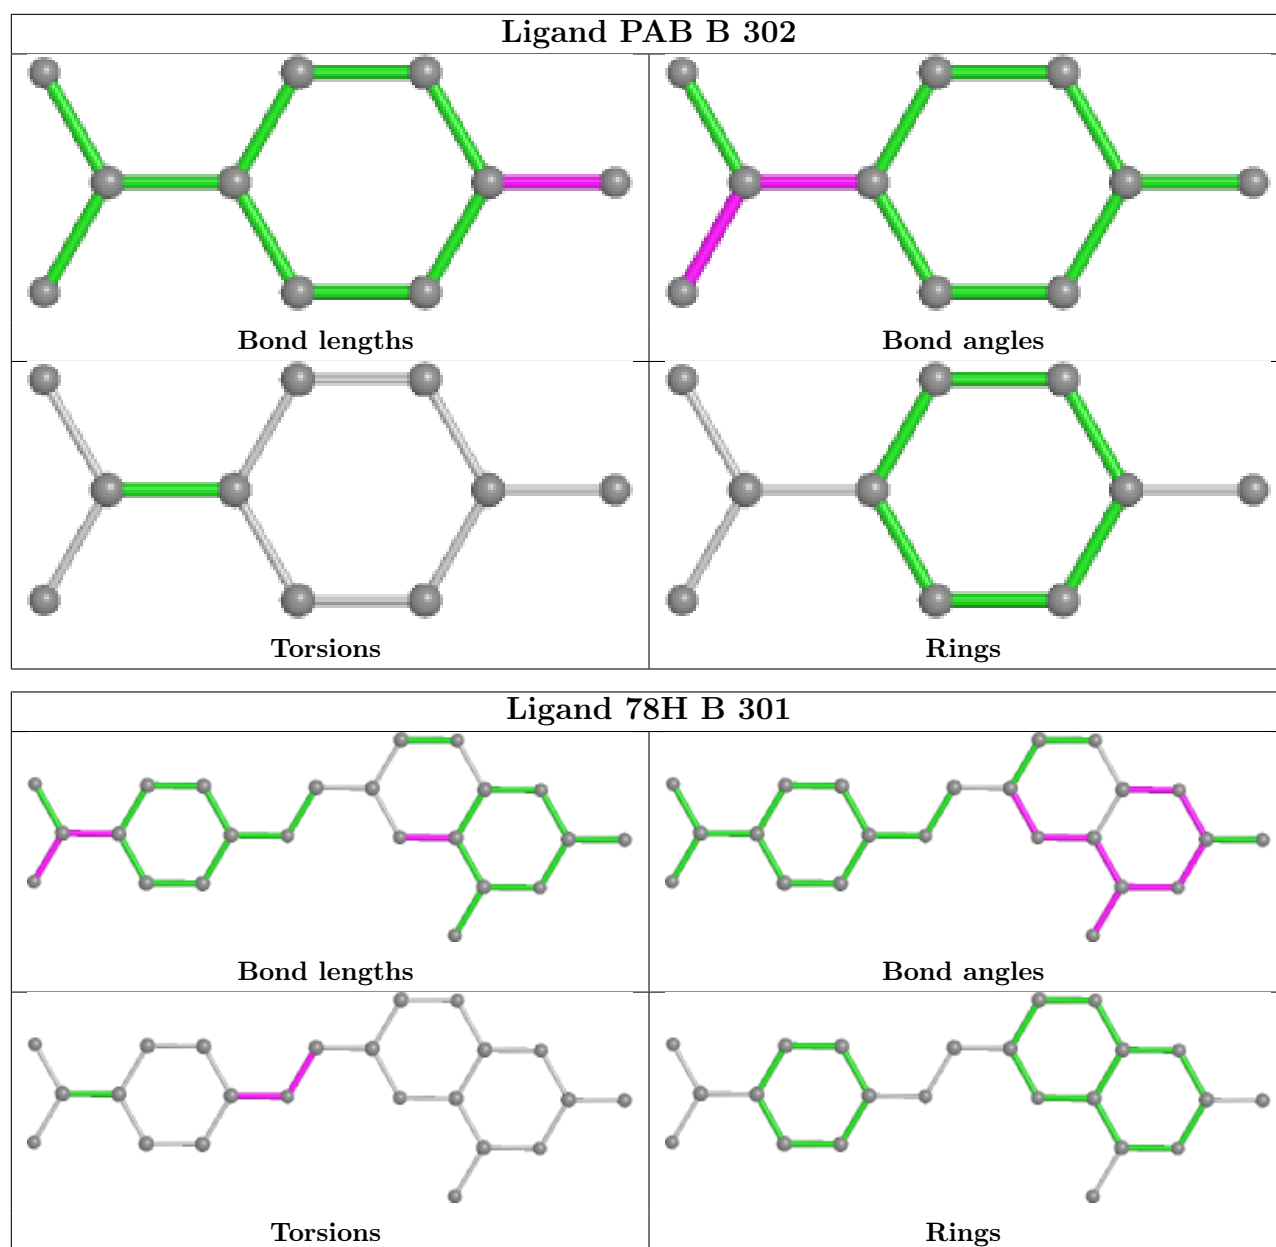 Ligand PAB B 302
Bond lengths
Bond angles
Torsions
Rings
Ligand 78H B 301
Bond lengths
Bond angles
Torsions
Rings